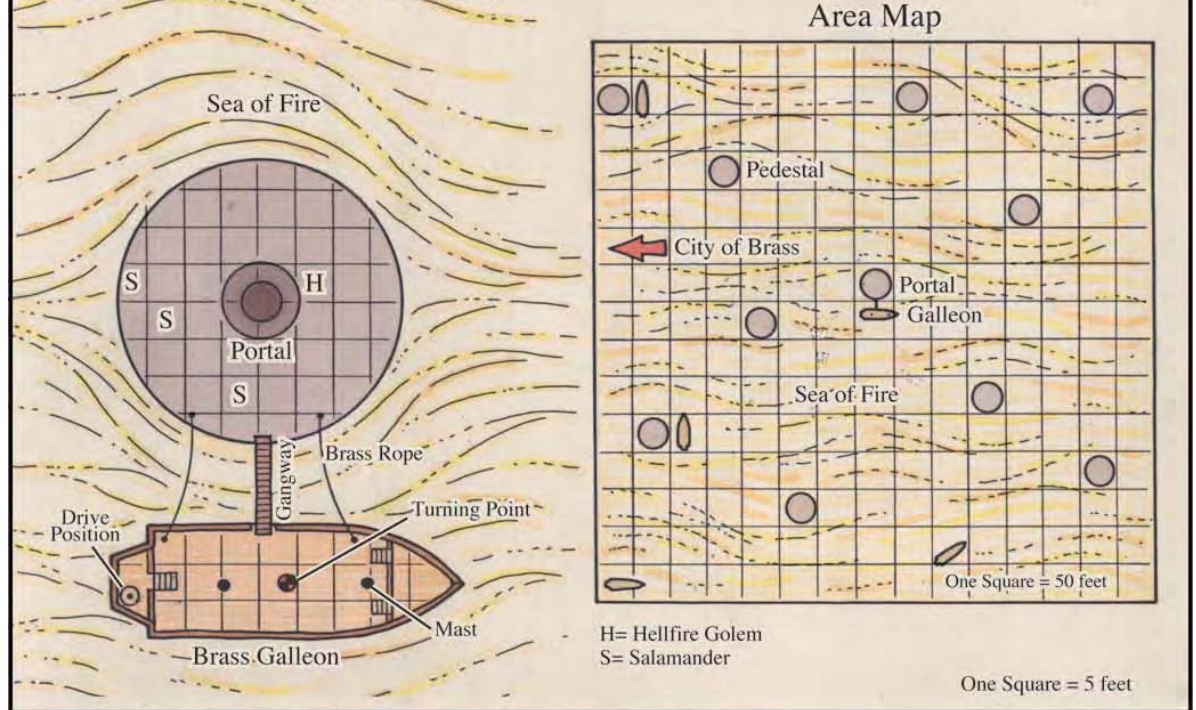 Sea of Fire
S
H
S
Portal
S
Gangway
Brass Rope
Drive
Position
Turning Point
Mast
Brass Galleon
Area Map
Pedestal
City of Brass
Portal
Galleon
Sea of Fire
One Square = 50 feet
H= Hellfire Golem
S= Salamander
One Square = 5 feet